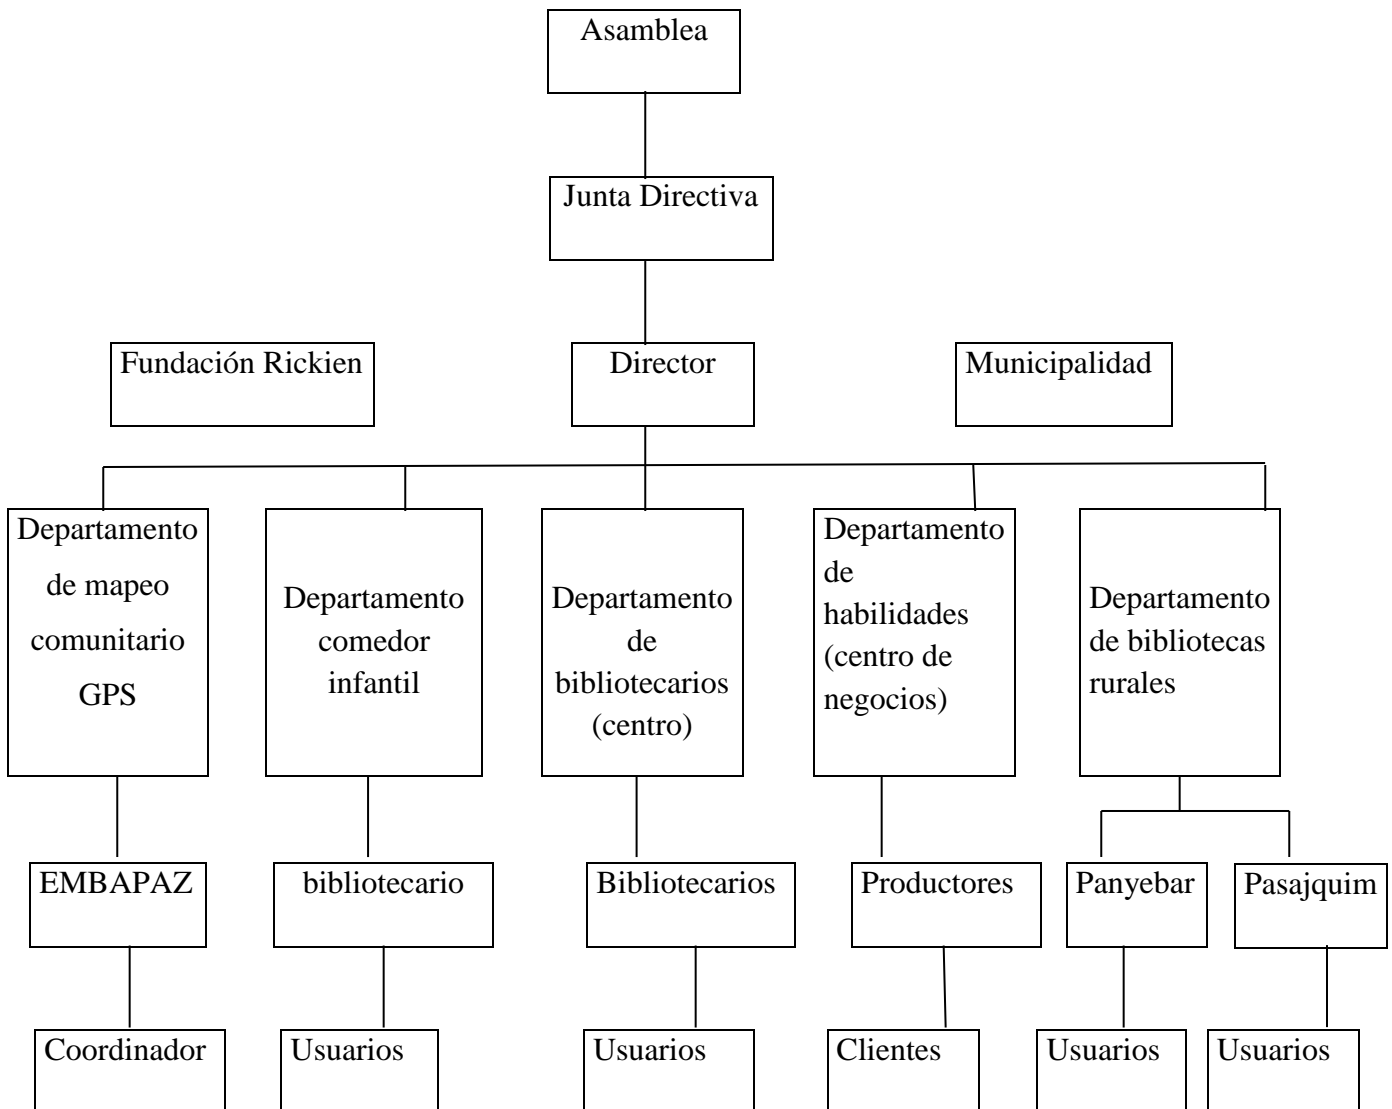 Asamblea
Junta Directiva
Fundación Rickien
Director
Municipalidad
Departamento
de mapeo
comunitario
GPS
Departamento
comedor
infantil
Departamento
de
bibliotecarios
(centro)
Departamento
de
habilidades
(centro de
negocios)
Departamento
de bibliotecas
rurales
EMBAPAZ
bibliotecario
Bibliotecarios
Productores
Panyebar
Pasajquim
Coordinador
Usuarios
Usuarios
Clientes
Usuarios
Usuarios